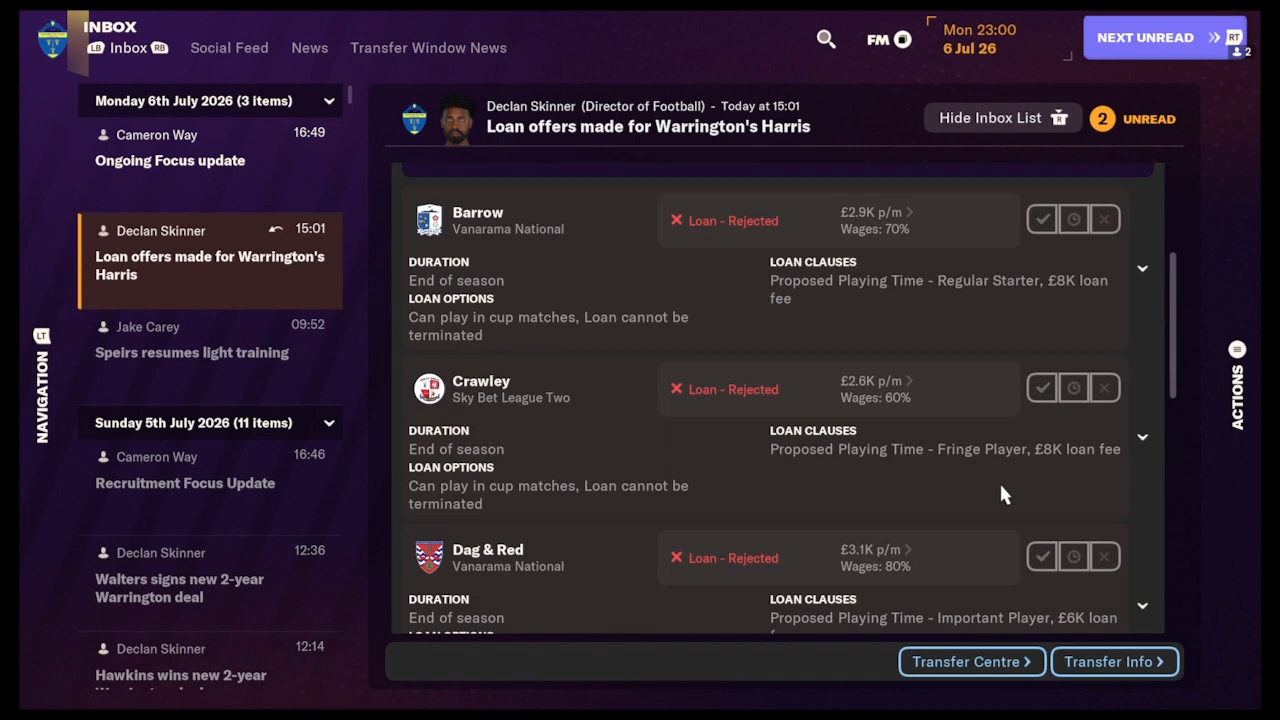 INBOX
LB Inbox RB
Social Feed
News
Transfer Window News
FM
Mon 23:00
6 Jul 26
NEXT UNREAD
RT
2
Monday 6th July 2026 (3 items)
Cameron Way
16:49
Ongoing Focus update
Declan Skinner
15:01
Loan offers made for Warrington's
Harris
Jake Carey
09:52
Speirs resumes light training
Sunday 5th July 2026 (11 items)
Cameron Way
16:46
Recruitment Focus Update
Declan Skinner
12:36
Walters signs new 2-year
Warrington deal
Declan Skinner
12:14
Hawkins wins new 2-year
LT
NAVIGATION
Declan Skinner (Director of Football) - Today at 15:01
Loan offers made for Warrington's Harris
Hide Inbox List
R
2 UNREAD
Barrow
Vanarama National
Loan - Rejected
£2.9K p/m
Wages: 70%
DURATION
End of season
LOAN OPTIONS
Can play in cup matches, Loan cannot be
terminated
LOAN CLAUSES
Proposed Playing Time - Regular Starter, £8K loan
fee
Crawley
Sky Bet League Two
Loan - Rejected
£2.6K p/m
Wages: 60%
DURATION
End of season
LOAN OPTIONS
Can play in cup matches, Loan cannot be
terminated
LOAN CLAUSES
Proposed Playing Time - Fringe Player, £8K loan fee
Dag & Red
Vanarama National
Loan - Rejected
£3.1K p/m
Wages: 80%
DURATION
End of season
LOAN OPTIONS
LOAN CLAUSES
Proposed Playing Time - Important Player, £6K loan
Transfer Centre
Transfer Info
ACTIONS